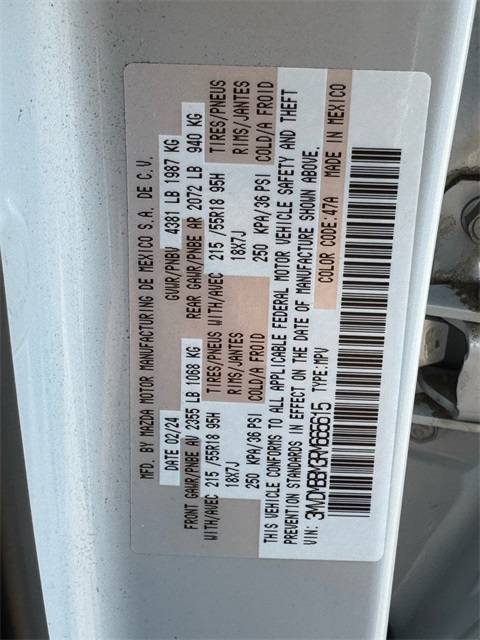 MFD. BY MAZDA MOTOR MANUFACTURING DE MEXICO S.A. DE C.V.
DATE 02/24 GVWR/PNBV 4381 LB 1987 KG
FRONT GAWR/PNBE AV 2355 LB 1068 KG REAR GAWR/PNBE AR 2072 LB 940 KG
WITH/AVEC 215 /55R18 95H TIRES/PNEUS WITH/AVEC 215 /55R18 95H TIRES/PNEUS
18X7J RIMS/JANTES 18X7J RIMS/JANTES
250 KPA/36 PSI COLD/A FROID 250 KPA/36 PSI COLD/A FROID
THIS VEHICLE CONFORMS TO ALL APPLICABLE FEDERAL MOTOR VEHICLE SAFETY AND THEFT
PREVENTION STANDARDS IN EFFECT ON THE DATE OF MANUFACTURE SHOWN ABOVE.
VIN: TYPE:MPV COLOR CODE:47A MADE IN MEXICO